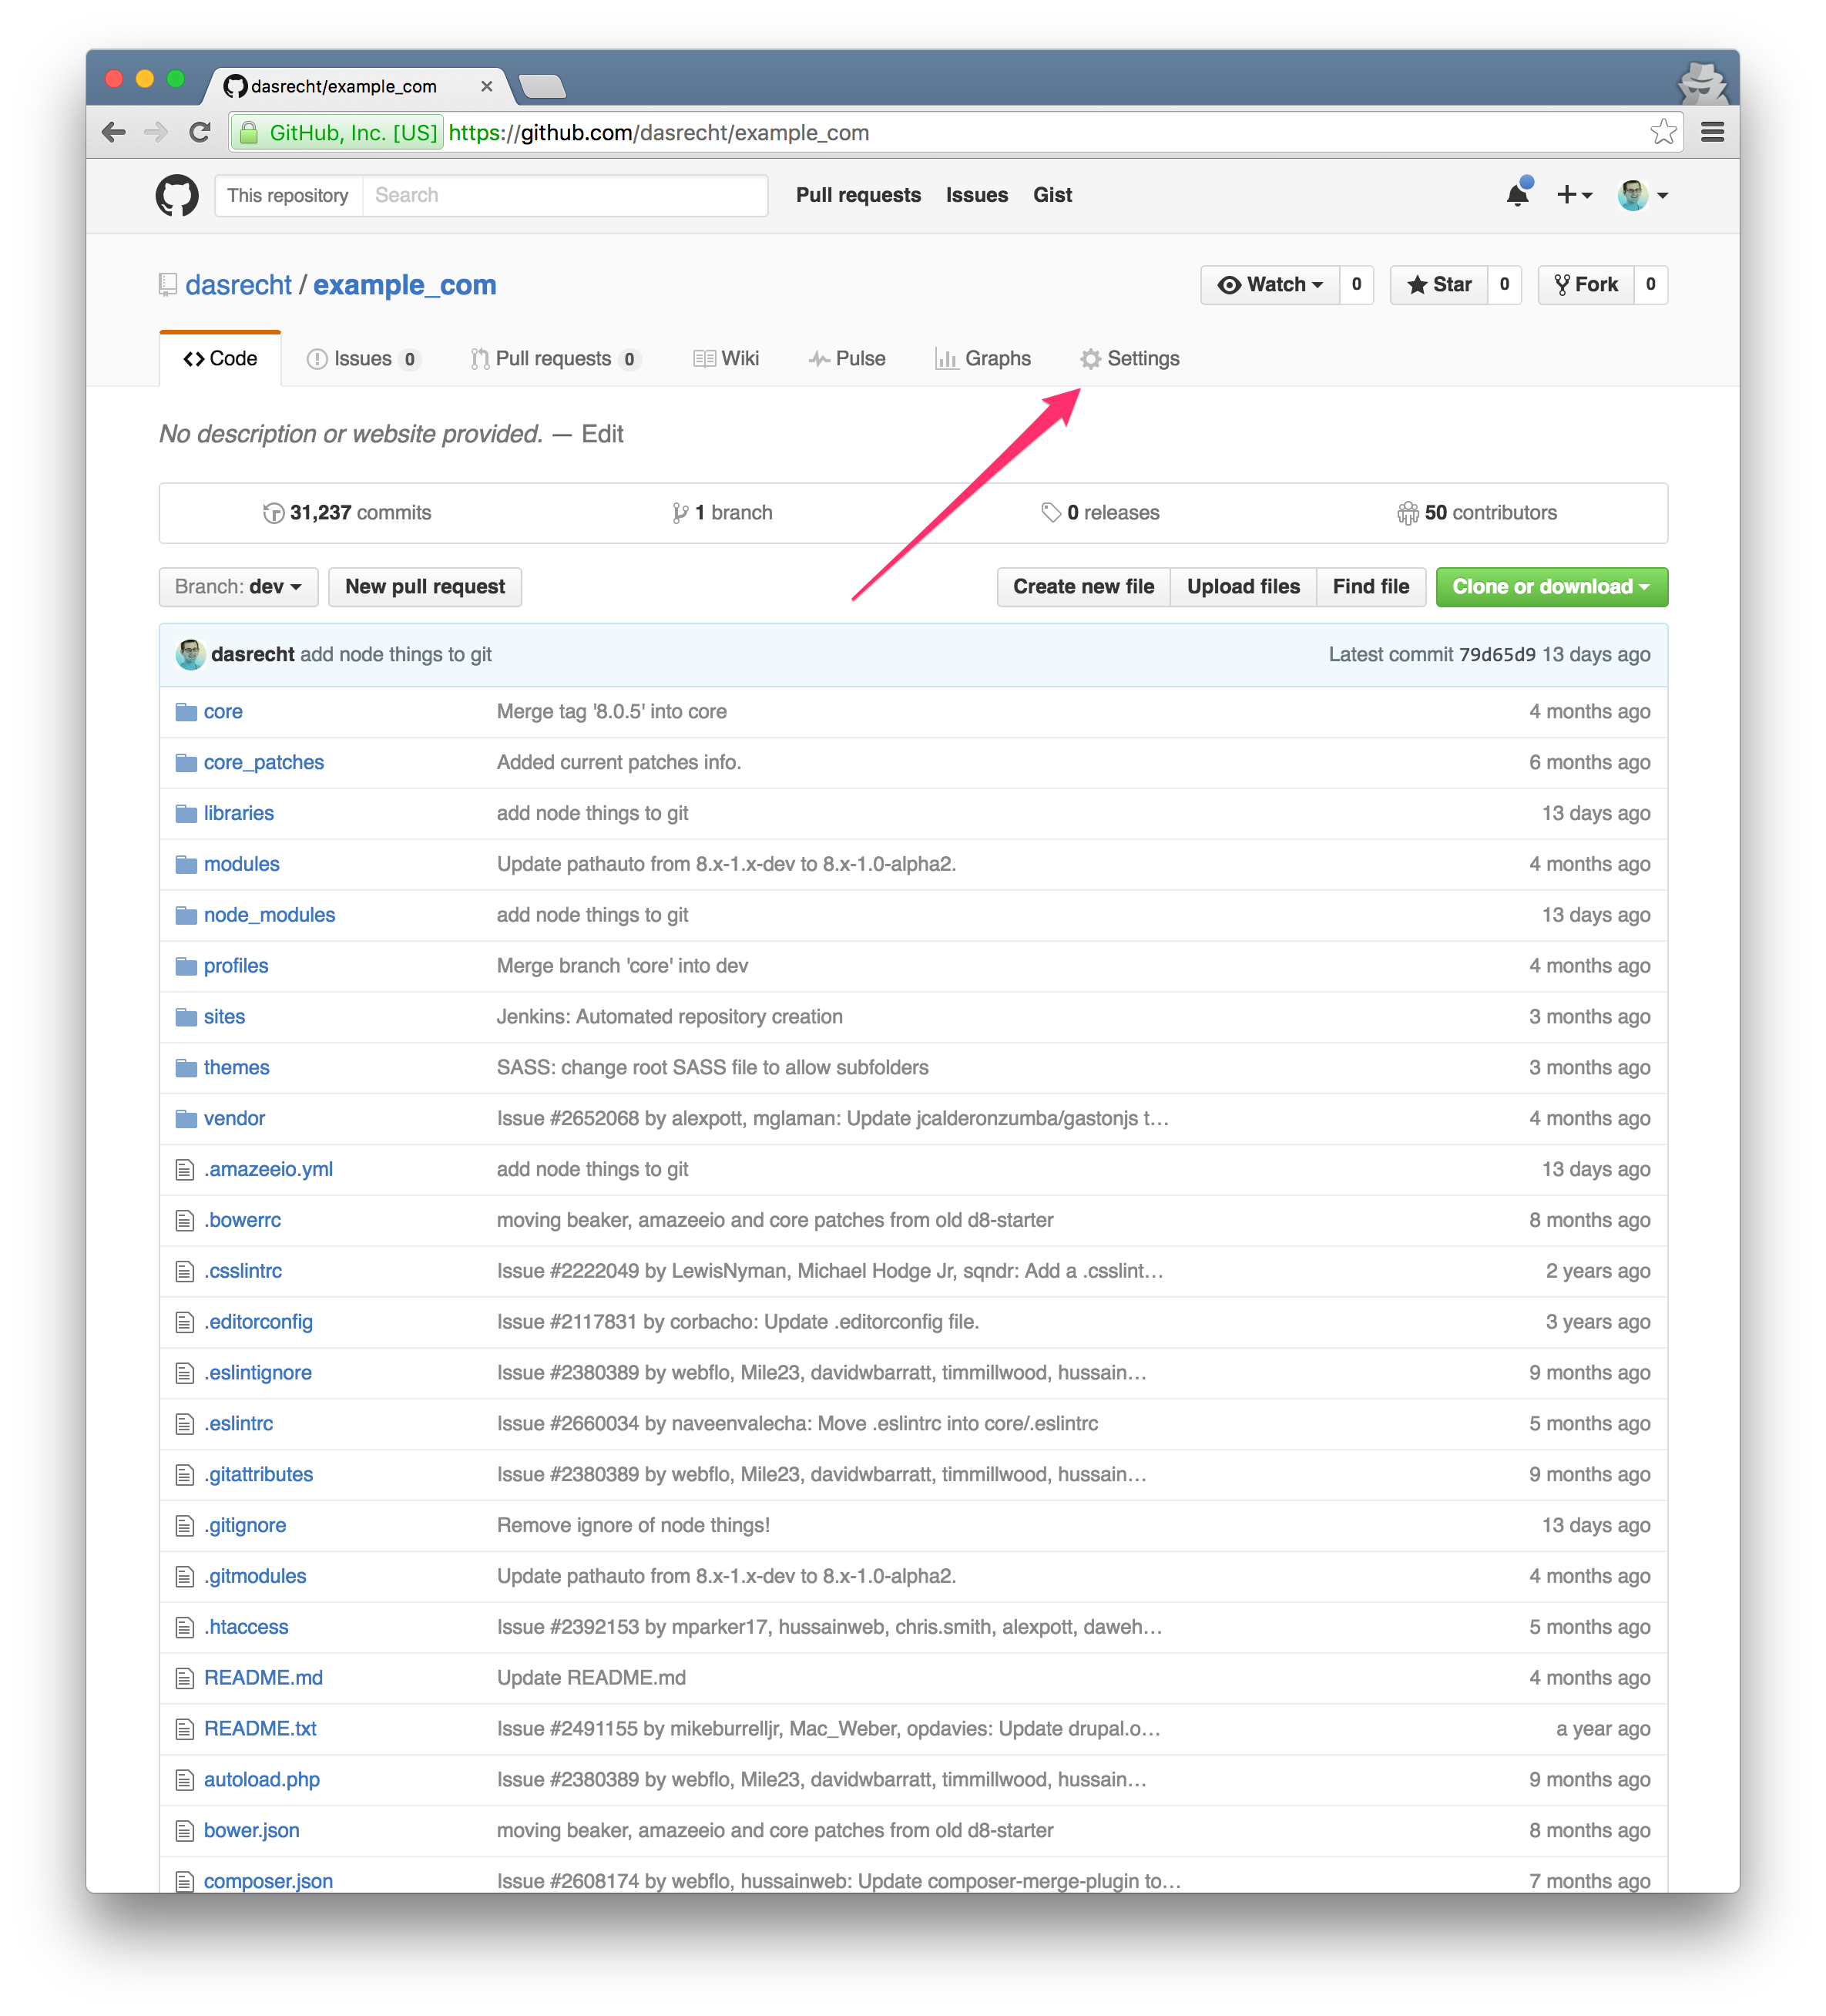 dasrecht/example_com
GitHub, Inc. [US] https://github.com/dasrecht/example_com
This repository Search Pull requests Issues Gist
dasrecht / example_com Watch 0 Star 0 Fork 0
Code Issues 0 Pull requests 0 Wiki Pulse Graphs Settings
No description or website provided. — Edit
31,237 commits 1 branch 0 releases 50 contributors
Branch: dev New pull request Create new file Upload files Find file Clone or download
dasrecht add node things to git Latest commit 79d65d9 13 days ago
core Merge tag '8.0.5' into core 4 months ago
core_patches Added current patches info. 6 months ago
libraries add node things to git 13 days ago
modules Update pathauto from 8.x-1.x-dev to 8.x-1.0-alpha2. 4 months ago
node_modules add node things to git 13 days ago
profiles Merge branch 'core' into dev 4 months ago
sites Jenkins: Automated repository creation 3 months ago
themes SASS: change root SASS file to allow subfolders 3 months ago
vendor Issue #2652068 by alexpott, mglaman: Update jcalderonzumba/gastonjs t… 4 months ago
.amazeeio.yml add node things to git 13 days ago
.bowerrc moving beaker, amazeeio and core patches from old d8-starter 8 months ago
.csslintrc Issue #2222049 by LewisNyman, Michael Hodge Jr, sqndr: Add a .csslint… 2 years ago
.editorconfig Issue #2117831 by corbacho: Update .editorconfig file. 3 years ago
.eslintignore Issue #2380389 by webflo, Mile23, davidwbarratt, timmillwood, hussain… 9 months ago
.eslintrc Issue #2660034 by naveenvalecha: Move .eslintrc into core/.eslintrc 5 months ago
.gitattributes Issue #2380389 by webflo, Mile23, davidwbarratt, timmillwood, hussain… 9 months ago
.gitignore Remove ignore of node things! 13 days ago
.gitmodules Update pathauto from 8.x-1.x-dev to 8.x-1.0-alpha2. 4 months ago
.htaccess Issue #2392153 by mparker17, hussainweb, chris.smith, alexpott, daweh… 5 months ago
README.md Update README.md 4 months ago
README.txt Issue #2491155 by mikeburrelljr, Mac_Weber, opdavies: Update drupal.o… a year ago
autoload.php Issue #2380389 by webflo, Mile23, davidwbarratt, timmillwood, hussain… 9 months ago
bower.json moving beaker, amazeeio and core patches from old d8-starter 8 months ago
composer.json Issue #2608174 by webflo, hussainweb: Update composer-merge-plugin to… 7 months ago